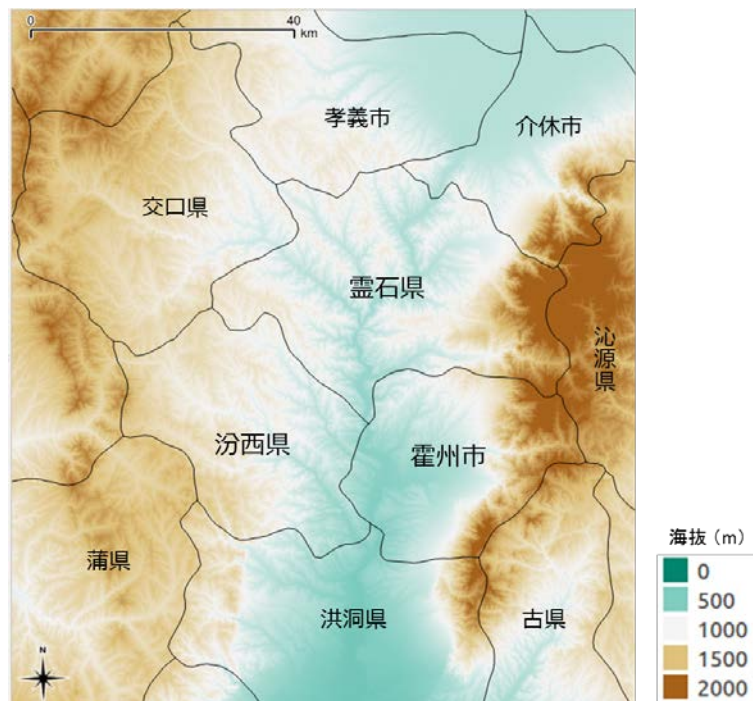 0 40
km
孝義市
介休市
交口県
霊石県
沁源県
汾西県
霍州市
蒲県
洪洞県
古県
N
海抜（m）
0
500
1000
1500
2000